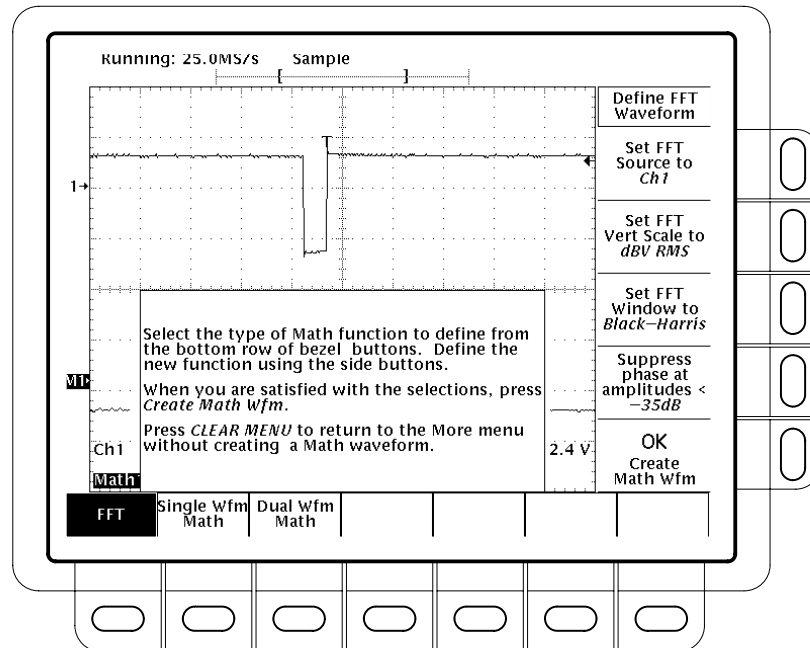 Running: 25.0MS/s Sample
Define FFT
Waveform
Set FFT
Source to
Ch1
Set FFT
Vert Scale to
dBV RMS
Set FFT
Window to
Black–Harris
Suppress
phase at
amplitudes <
–35dB
OK
Create
Math Wfm
T
1
M1
Select the type of Math function to define from
the bottom row of bezel buttons. Define the
new function using the side buttons.
When you are satisfied with the selections, press
Create Math Wfm.
Press CLEAR MENU to return to the More menu
without creating a Math waveform.
Ch1
2.4 V
Math
FFT
Single Wfm
Math
Dual Wfm
Math